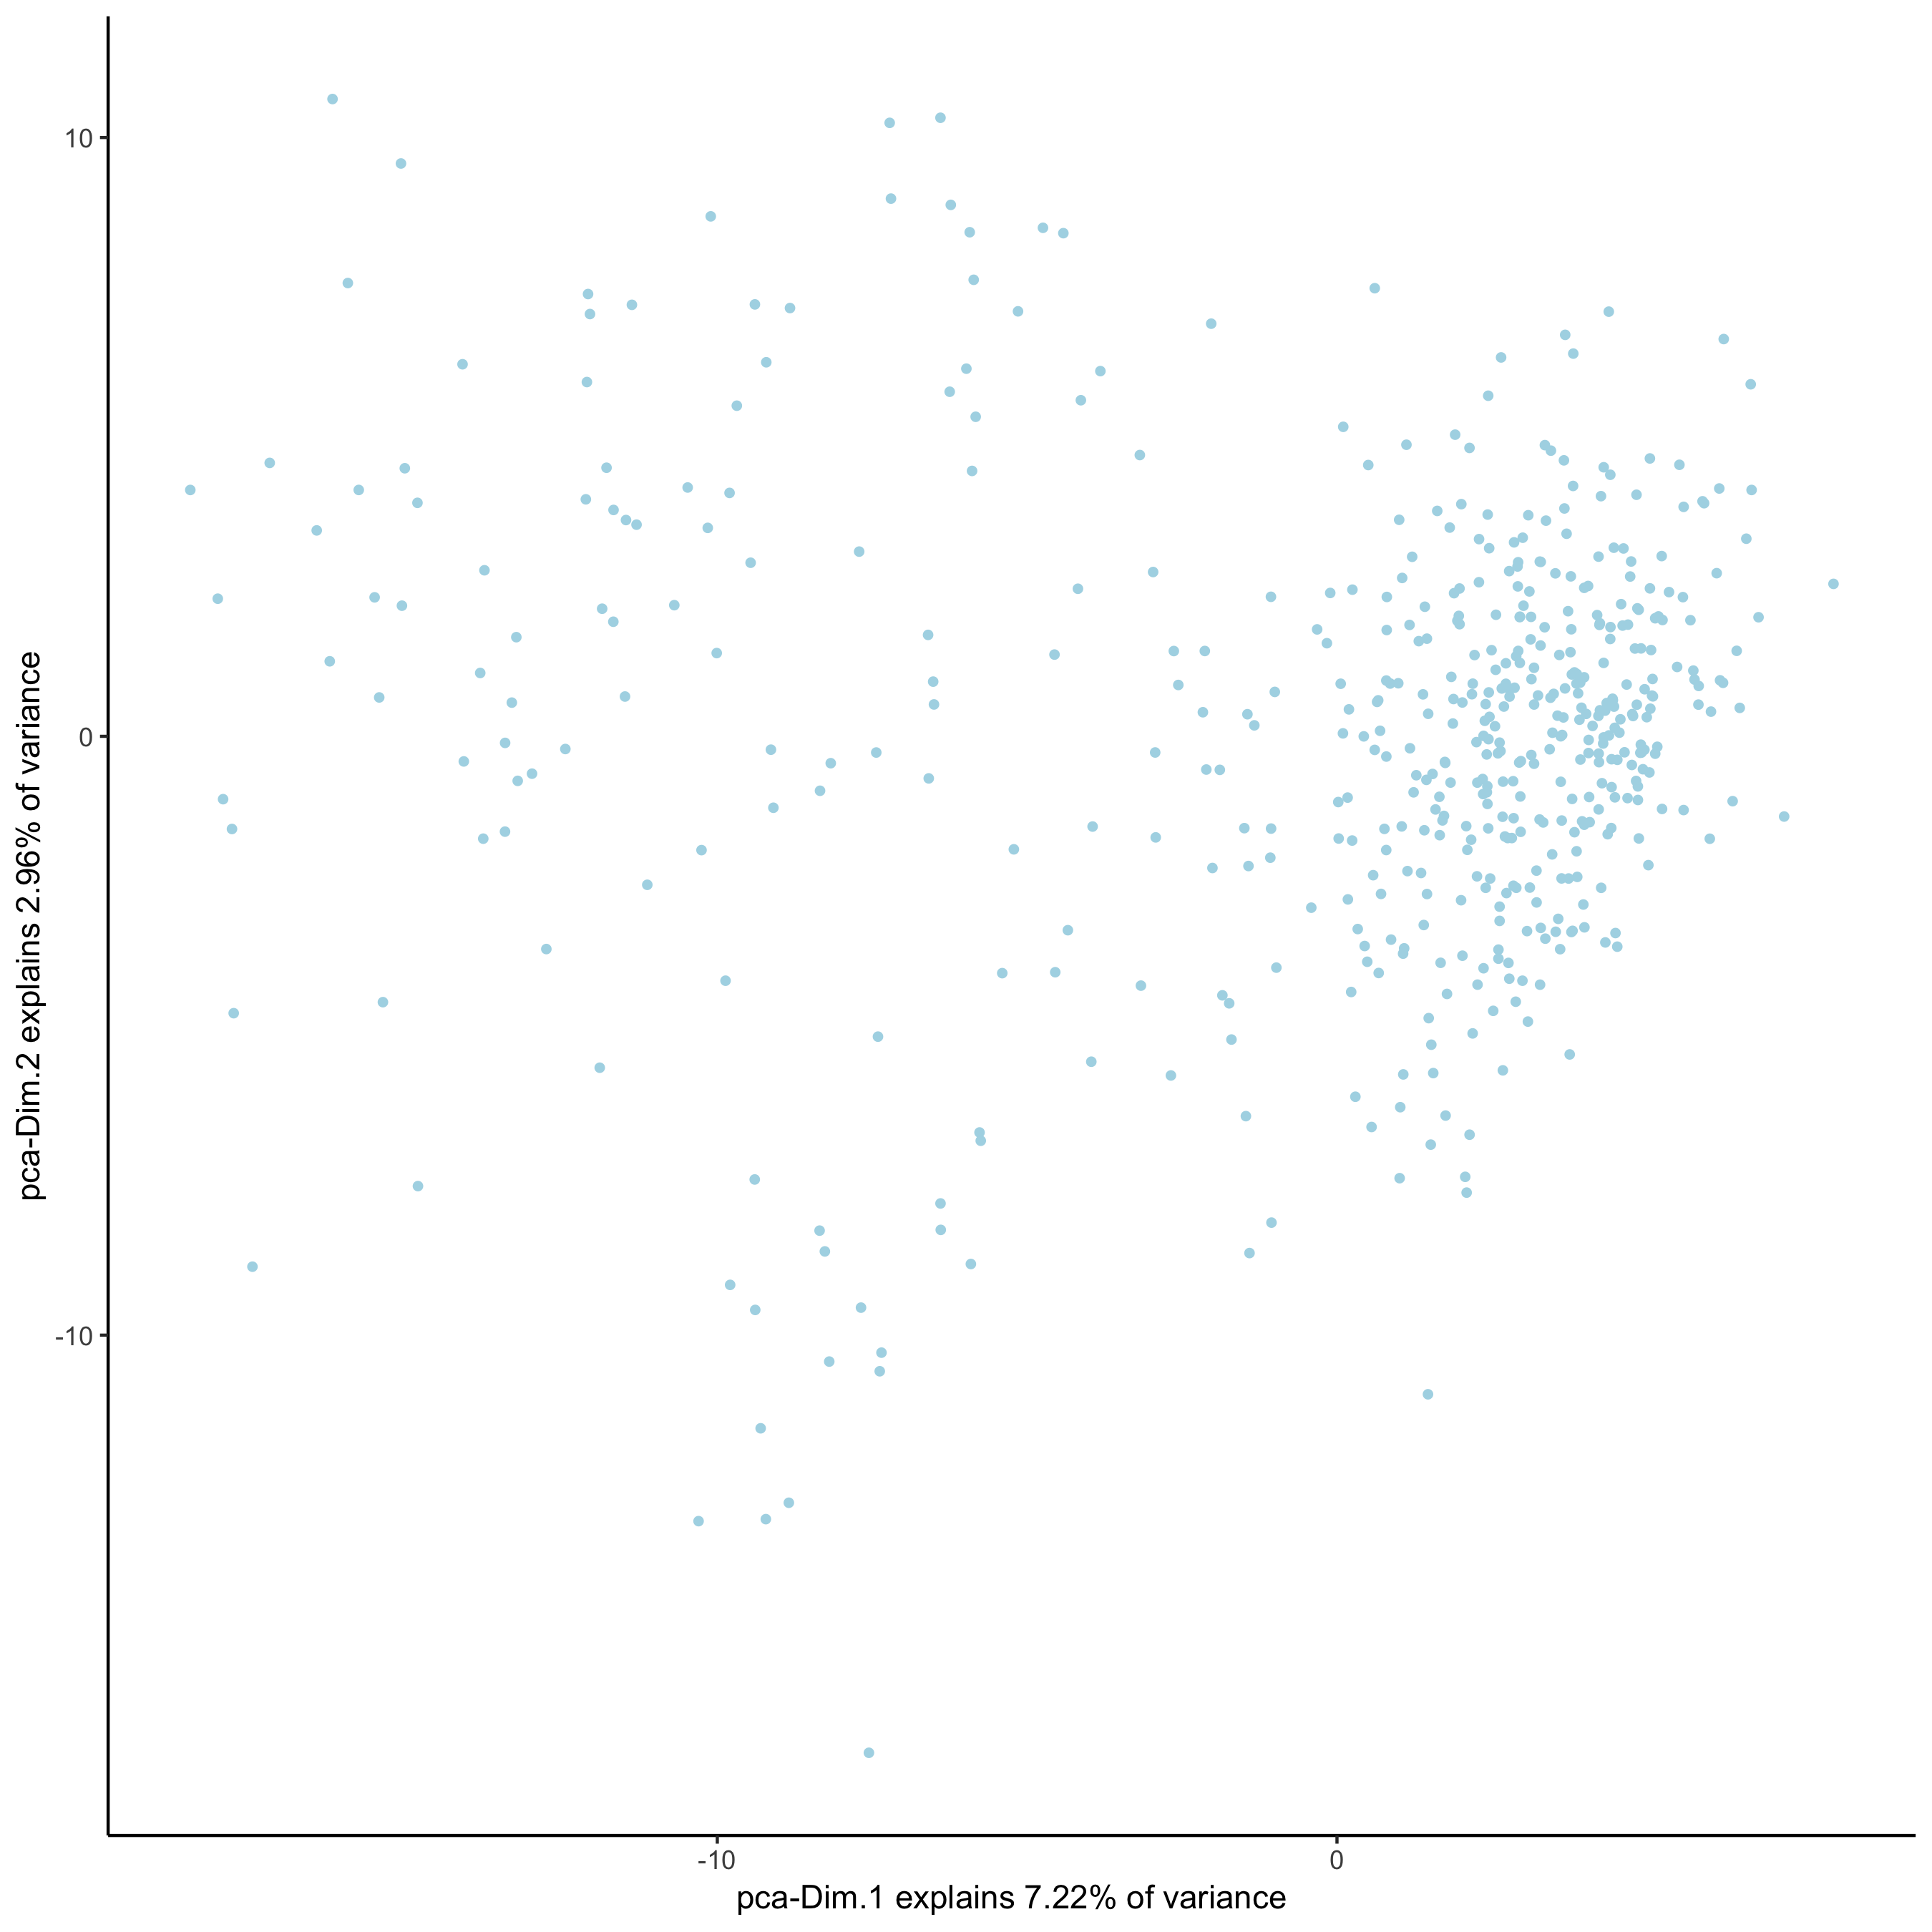 10
0
-10
pca-Dim.2 explains 2.96% of variance
-10
0
pca-Dim.1 explains 7.22% of variance